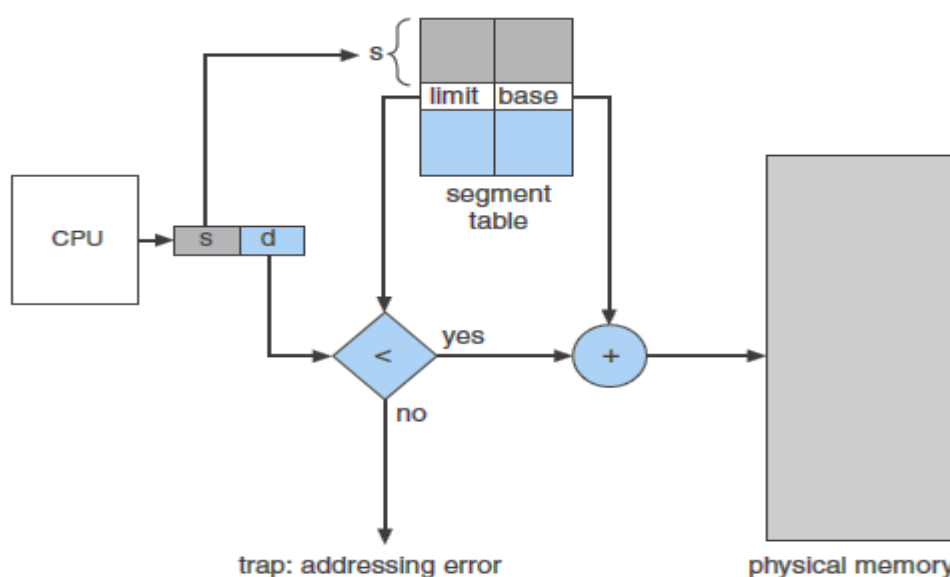 s
limit base
segment
table
CPU
s d
<
yes
+
no
trap: addressing error
physical memory